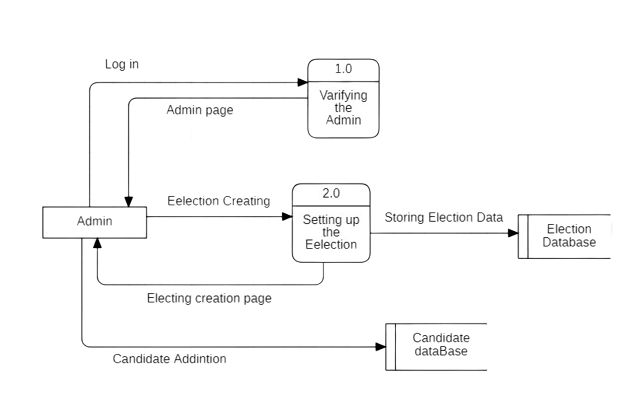 Log in
1.0
Varifying
the
Admin
Admin page
2.0
Eelection Creating
Setting up
the
Eelection
Admin
Storing Election Data
Election
Database
Electing creation page
Candidate
dataBase
Candidate Addintion